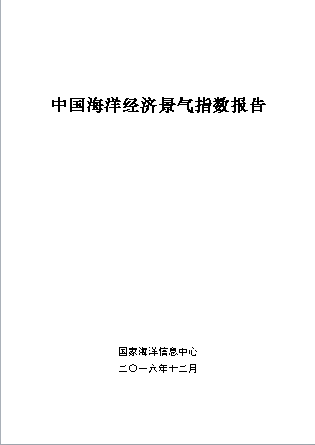 中国海洋经济景气指数报告
国家海洋信息中心
二〇一六年十二月